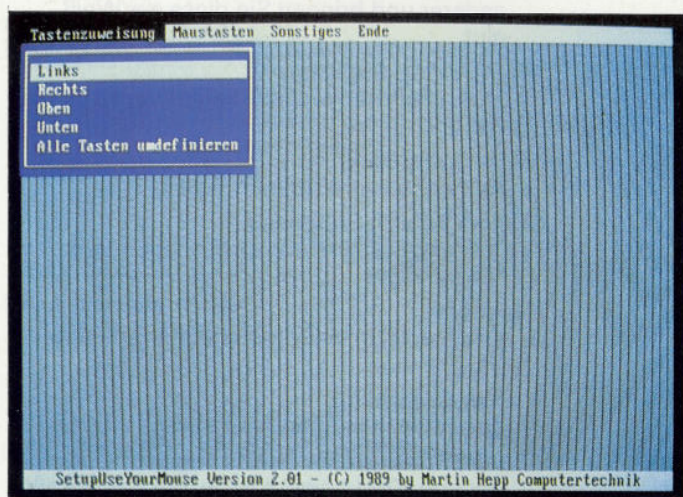 Tastenzuweisung Maustasten Sonstiges Ende
Links
Rechts
Oben
Unten
Alle Tasten umdefinieren
SetupUseYourMouse Version 2.01 - (C) 1989 by Martin Hepp Computertechnik